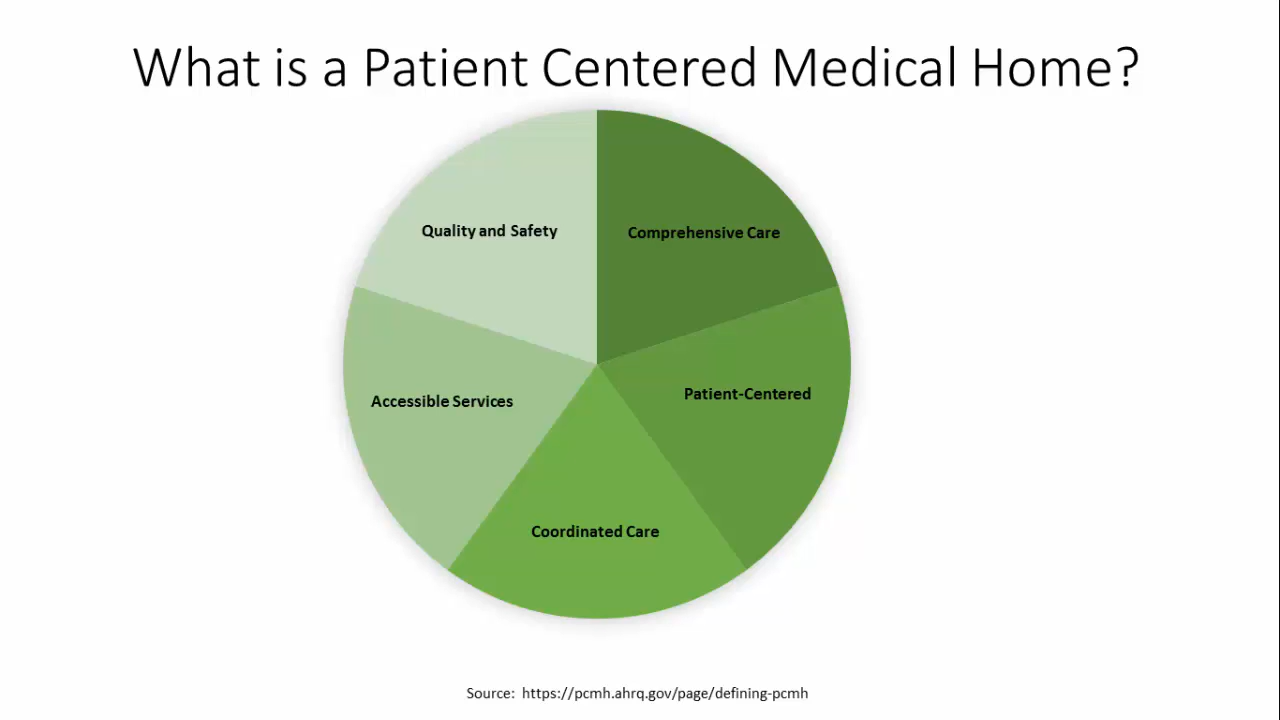 What is a Patient Centered Medical Home?
Quality and Safety
Comprehensive Care
Patient-Centered
Accessible Services
Coordinated Care
Source: https://pcmh.ahrq.gov/page/defining-pcmh